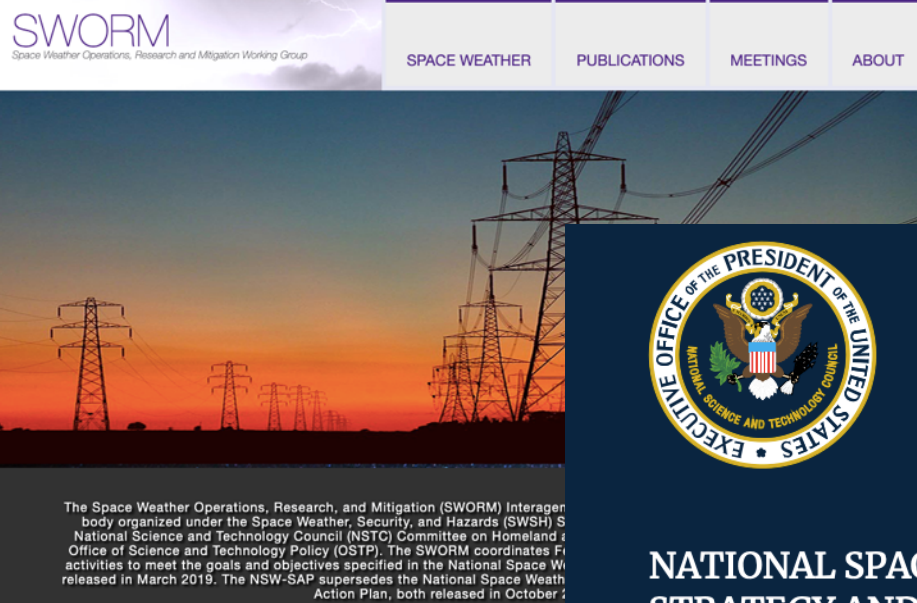 SWORM
Space Weather Operations, Research and Mitigation Working Group
SPACE WEATHER
PUBLICATIONS
MEETINGS
ABOUT
EXECUTIVE OFFICE OF THE PRESIDENT OF THE UNITED STATES
NATIONAL SCIENCE AND TECHNOLOGY COUNCIL
The Space Weather Operations, Research, and Mitigation (SWORM) Interagen
body organized under the Space Weather, Security, and Hazards (SWSH) S
National Science and Technology Council (NSTC) Committee on Homeland a
Office of Science and Technology Policy (OSTP). The SWORM coordinates Fe
activities to meet the goals and objectives specified in the National Space We
released in March 2019. The NSW-SAP supersedes the National Space Weath
Action Plan, both released in October 2
NATIONAL SPAC
STRATEGY AND